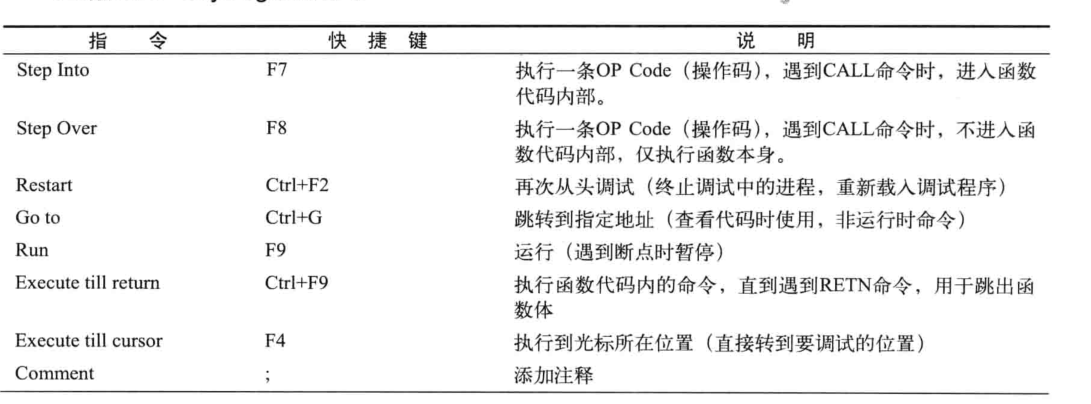 指 令 快 捷 键 说 明
Step Into F7 执行一条OP Code（操作码），遇到CALL命令时，进入函数
代码内部。
Step Over F8 执行一条OP Code（操作码），遇到CALL命令时，不进入函
数代码内部，仅执行函数本身。
Restart Ctrl+F2 再次从头调试（终止调试中的进程，重新载入调试程序）
Go to Ctrl+G 跳转到指定地址（查看代码时使用，非运行时命令）
Run F9 运行（遇到断点时暂停）
Execute till return Ctrl+F9 执行函数代码内的命令，直到遇到RETN命令，用于跳出函
数体
Execute till cursor F4 执行到光标所在位置（直接转到要调试的位置）
Comment ; 添加注释